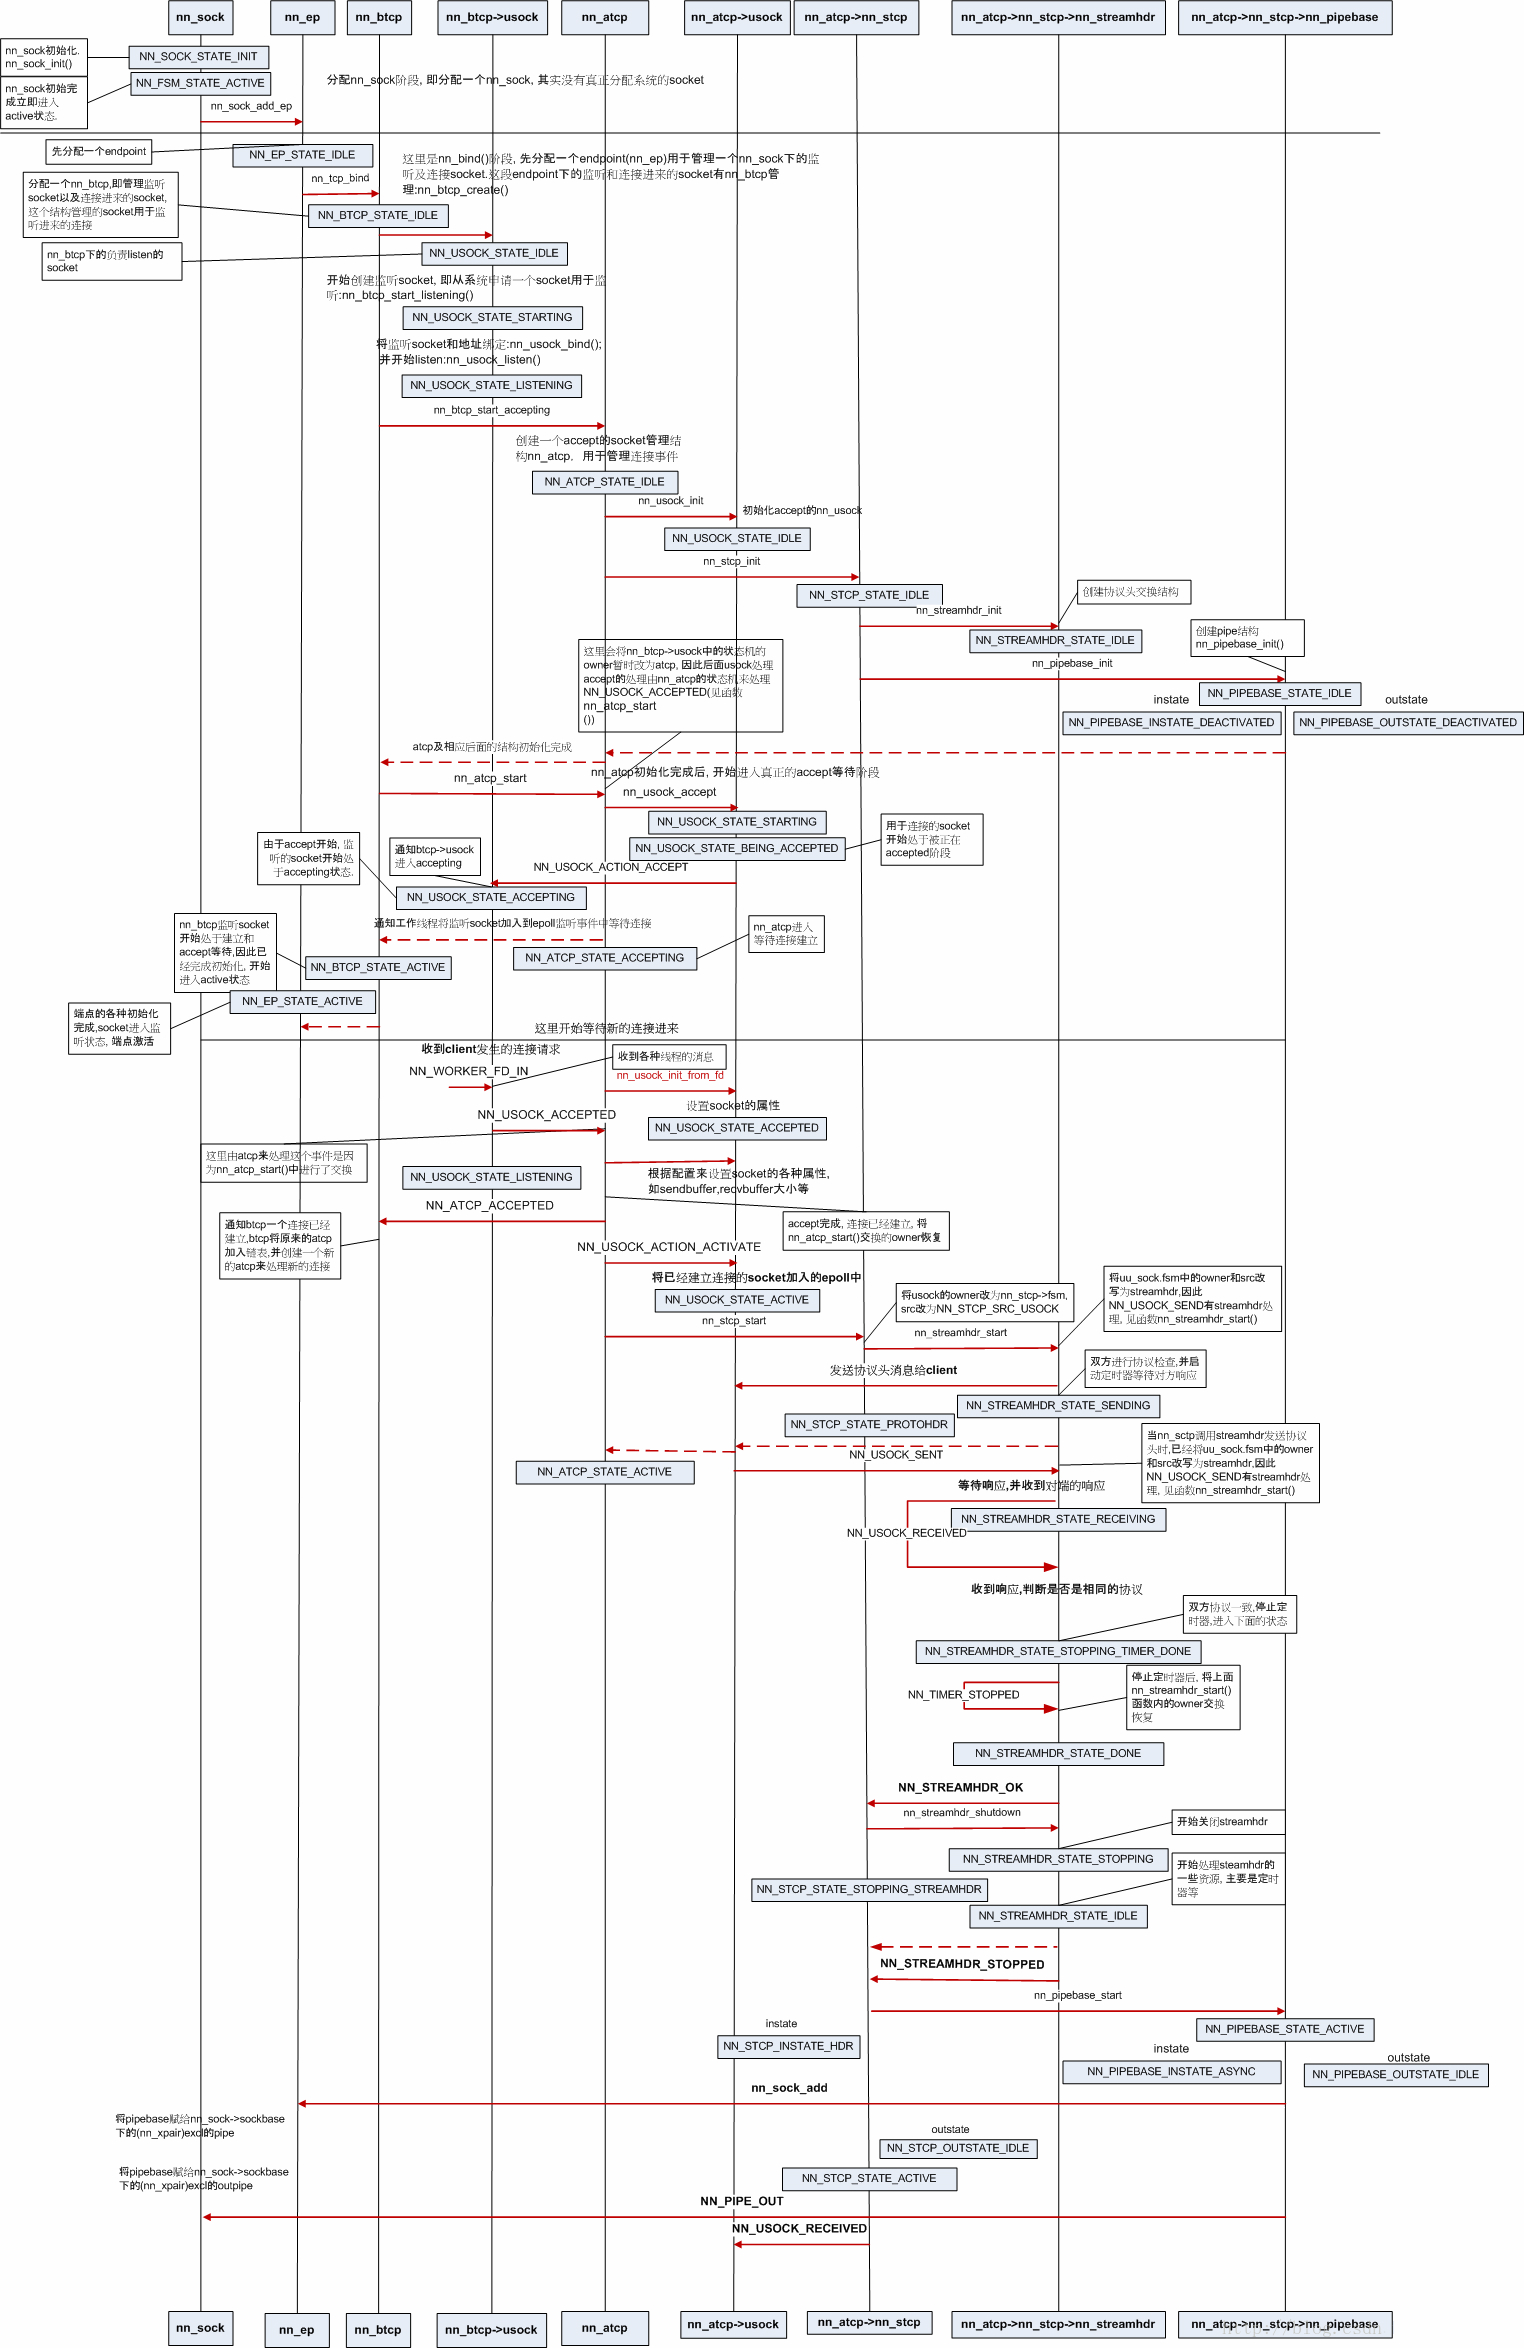 nn_sock
nn_ep
nn_btcp
nn_btcp->usock
nn_atcp
nn_atcp->usock
nn_atcp->nn_stcp
nn_atcp->nn_stcp->nn_streamhdr
nn_atcp->nn_stcp->nn_pipebase
nn_sock初始化.
nn_sock_init()
NN_SOCK_STATE_INIT
NN_FSM_STATE_ACTIVE
nn_sock初始完
成立即进入
active状态.
分配nn_sock阶段, 即分配一个nn_sock, 其实没有真正分配系统的socket
nn_sock_add_ep
先分配一个endpoint
NN_EP_STATE_IDLE
这里是nn_bind()阶段, 先分配一个endpoint(nn_ep)用于管理一个nn_sock下的监
听及连接socket.这段endpoint下的监听和连接进来的socket有nn_btcp管
理:nn_btcp_create()
nn_tcp_bind
分配一个nn_btcp,即管理监听
socket以及连接进来的socket,
这个结构管理的socket用于监
听进来的连接
NN_BTCP_STATE_IDLE
nn_btcp下的负责listen的
socket
NN_USOCK_STATE_IDLE
开始创建监听socket, 即从系统申请一个socket用于监
听:nn_btcp_start_listening()
NN_USOCK_STATE_STARTING
将监听socket和地址绑定:nn_usock_bind();
并开始listen:nn_usock_listen()
NN_USOCK_STATE_LISTENING
nn_btcp_start_accepting
创建一个accept的socket管理结
构nn_atcp, 用于管理连接事件
NN_ATCP_STATE_IDLE
nn_usock_init
初始化accept的nn_usock
NN_USOCK_STATE_IDLE
nn_stcp_init
NN_STCP_STATE_IDLE
创建协议头交换结构
nn_streamhdr_init
NN_STREAMHDR_STATE_IDLE
创建pipe结构
nn_pipebase_init()
这里会将nn_btcp->usock中的状态机的
owner暂时改为atcp, 因此后面usock处理
accept的处理由nn_atcp的状态机来处理
NN_USOCK_ACCEPTED(见函数
nn_atcp_start
())
nn_pipebase_init
NN_PIPEBASE_STATE_IDLE
instate
outstate
NN_PIPEBASE_INSTATE_DEACTIVATED
NN_PIPEBASE_OUTSTATE_DEACTIVATED
atcp及相应后面的结构初始化完成
nn_atcp初始化完成后, 开始进入真正的accept等待阶段
nn_atcp_start
nn_usock_accept
NN_USOCK_STATE_STARTING
用于连接的socket
开始处于被正在
accepted阶段
由于accept开始, 监
听的socket开始处
于accepting状态.
通知btcp->usock
进入accepting
NN_USOCK_STATE_BEING_ACCEPTED
NN_USOCK_ACTION_ACCEPT
NN_USOCK_STATE_ACCEPTING
通知工作线程将监听socket加入到epoll监听事件中等待连接
nn_btcp监听socket
开始处于建立和
accept等待,因此已
经完成初始化, 开始
进入active状态
nn_atcp进入
等待连接建立
NN_ATCP_STATE_ACCEPTING
NN_BTCP_STATE_ACTIVE
NN_EP_STATE_ACTIVE
端点的各种初始化
完成,socket进入监
听状态, 端点激活
这里开始等待新的连接进来
收到client发生的连接请求
收到各种线程的消息
NN_WORKER_FD_IN
nn_usock_init_from_fd
设置socket的属性
NN_USOCK_ACCEPTED
NN_USOCK_STATE_ACCEPTED
这里由atcp来处理这个事件是因
为nn_atcp_start()中进行了交换
NN_USOCK_STATE_LISTENING
根据配置来设置socket的各种属性,
如sendbuffer,recvbuffer大小等
NN_ATCP_ACCEPTED
通知btcp一个连接已经
建立,btcp将原来的atcp
加入链表,并创建一个新
的atcp来处理新的连接
accept完成, 连接已经建立, 将
nn_atcp_start()交换的owner恢复
NN_USOCK_ACTION_ACTIVATE
将已经建立连接的socket加入的epoll中
NN_USOCK_STATE_ACTIVE
将usock的owner改为nn_stcp->fsm,
src改为NN_STCP_SRC_USOCK
将uu_sock.fsm中的owner和src改
写为streamhdr,因此
NN_USOCK_SEND有streamhdr处
理, 见函数nn_streamhdr_start()
nn_stcp_start
nn_streamhdr_start
发送协议头消息给client
双方进行协议检查,并启
动定时器等待对方响应
NN_STREAMHDR_STATE_SENDING
NN_STCP_STATE_PROTOHDR
当nn_sctp调用streamhdr发送协议
头时,已经将uu_sock.fsm中的owner
和src改写为streamhdr,因此
NN_USOCK_SEND有streamhdr处
理, 见函数nn_streamhdr_start()
NN_USOCK_SENT
NN_ATCP_STATE_ACTIVE
等待响应,并收到对端的响应
NN_STREAMHDR_STATE_RECEIVING
NN_USOCK_RECEIVED
收到响应,判断是否是相同的协议
双方协议一致,停止定
时器,进入下面的状态
NN_STREAMHDR_STATE_STOPPING_TIMER_DONE
停止定时器后, 将上面
nn_streamhdr_start()
函数内的owner交换
恢复
NN_TIMER_STOPPED
NN_STREAMHDR_STATE_DONE
NN_STREAMHDR_OK
nn_streamhdr_shutdown
开始关闭streamhdr
NN_STREAMHDR_STATE_STOPPING
开始处理steamhdr的
一些资源, 主要是定时
器等
NN_STCP_STATE_STOPPING_STREAMHDR
NN_STREAMHDR_STATE_IDLE
NN_STREAMHDR_STOPPED
nn_pipebase_start
instate
NN_PIPEBASE_STATE_ACTIVE
NN_STCP_INSTATE_HDR
instate
outstate
NN_PIPEBASE_INSTATE_ASYNC
NN_PIPEBASE_OUTSTATE_IDLE
nn_sock_add
将pipebase赋给nn_sock->sockbase
下的(nn_xpair)excl的pipe
outstate
NN_STCP_OUTSTATE_IDLE
将pipebase赋给nn_sock->sockbase
下的(nn_xpair)excl的outpipe
NN_STCP_STATE_ACTIVE
NN_PIPE_OUT
NN_USOCK_RECEIVED
nn_sock
nn_ep
nn_btcp
nn_btcp->usock
nn_atcp
nn_atcp->usock
nn_atcp->nn_stcp
nn_atcp->nn_stcp->nn_streamhdr
nn_atcp->nn_stcp->nn_pipebase